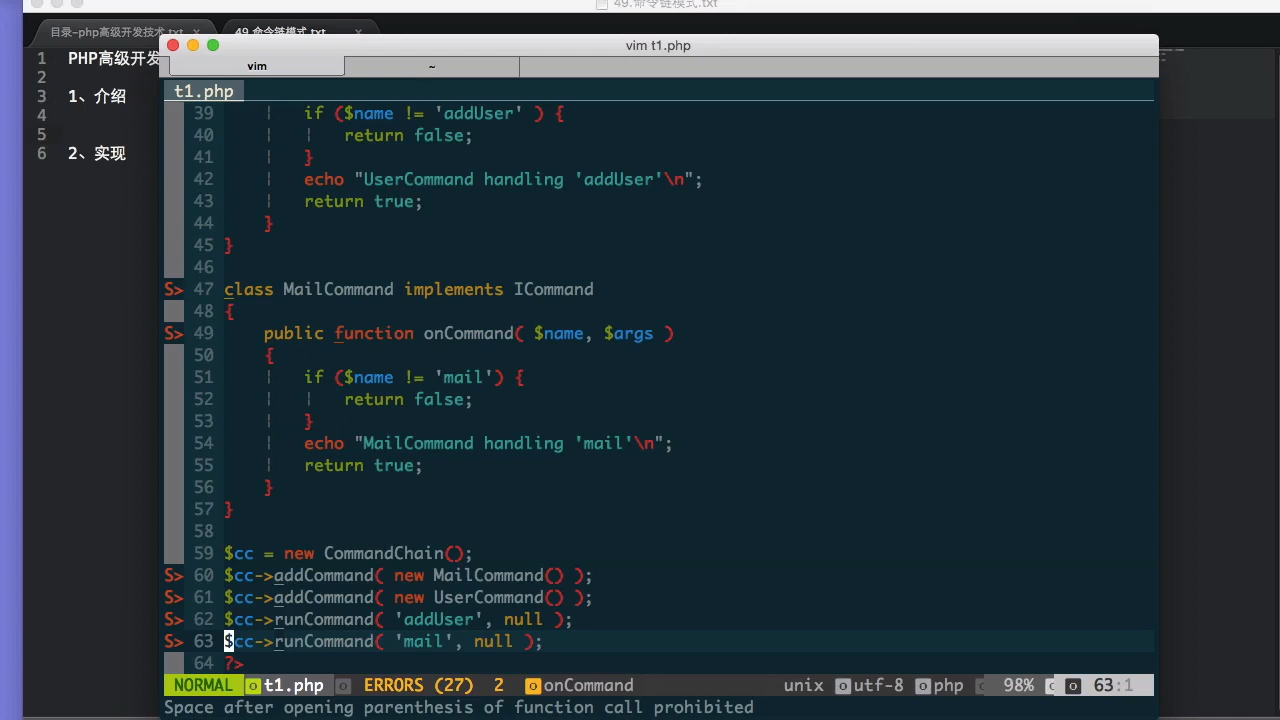 49.命令链模式.txt
目录-php高级开发技术.txt ×
49.命令链模式.txt ×
vim t1.php
vim
~
1 PHP高级开发
2
3 1、介绍
4
5
6 2、实现
t1.php
39 if ($name != 'addUser' ) {
40 return false;
41 }
42 echo "UserCommand handling 'addUser'\n";
43 return true;
44 }
45 }
46
S> 47 class MailCommand implements ICommand
48 {
S> 49 public function onCommand( $name, $args )
50 {
51 if ($name != 'mail') {
52 return false;
53 }
54 echo "MailCommand handling 'mail'\n";
55 return true;
56 }
57 }
58
59 $cc = new CommandChain();
S> 60 $cc->addCommand( new MailCommand() );
S> 61 $cc->addCommand( new UserCommand() );
S> 62 $cc->runCommand( 'addUser', null );
S> 63 $cc->runCommand( 'mail', null );
64 ?>
NORMAL t1.php ERRORS (27) 2 onCommand unix utf-8 php 98% 63:1
Space after opening parenthesis of function call prohibited